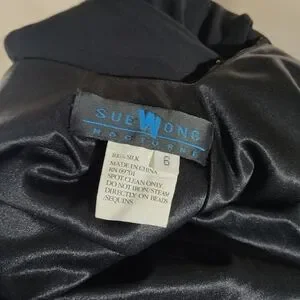 SUE WONG
NOCTURNE
100% SILK
6
MADE IN CHINA
RN 09751
SPOT CLEAN ONLY
DO NOT IRON/STEAM
DIRECTLY ON BEADS/
SEQUINS